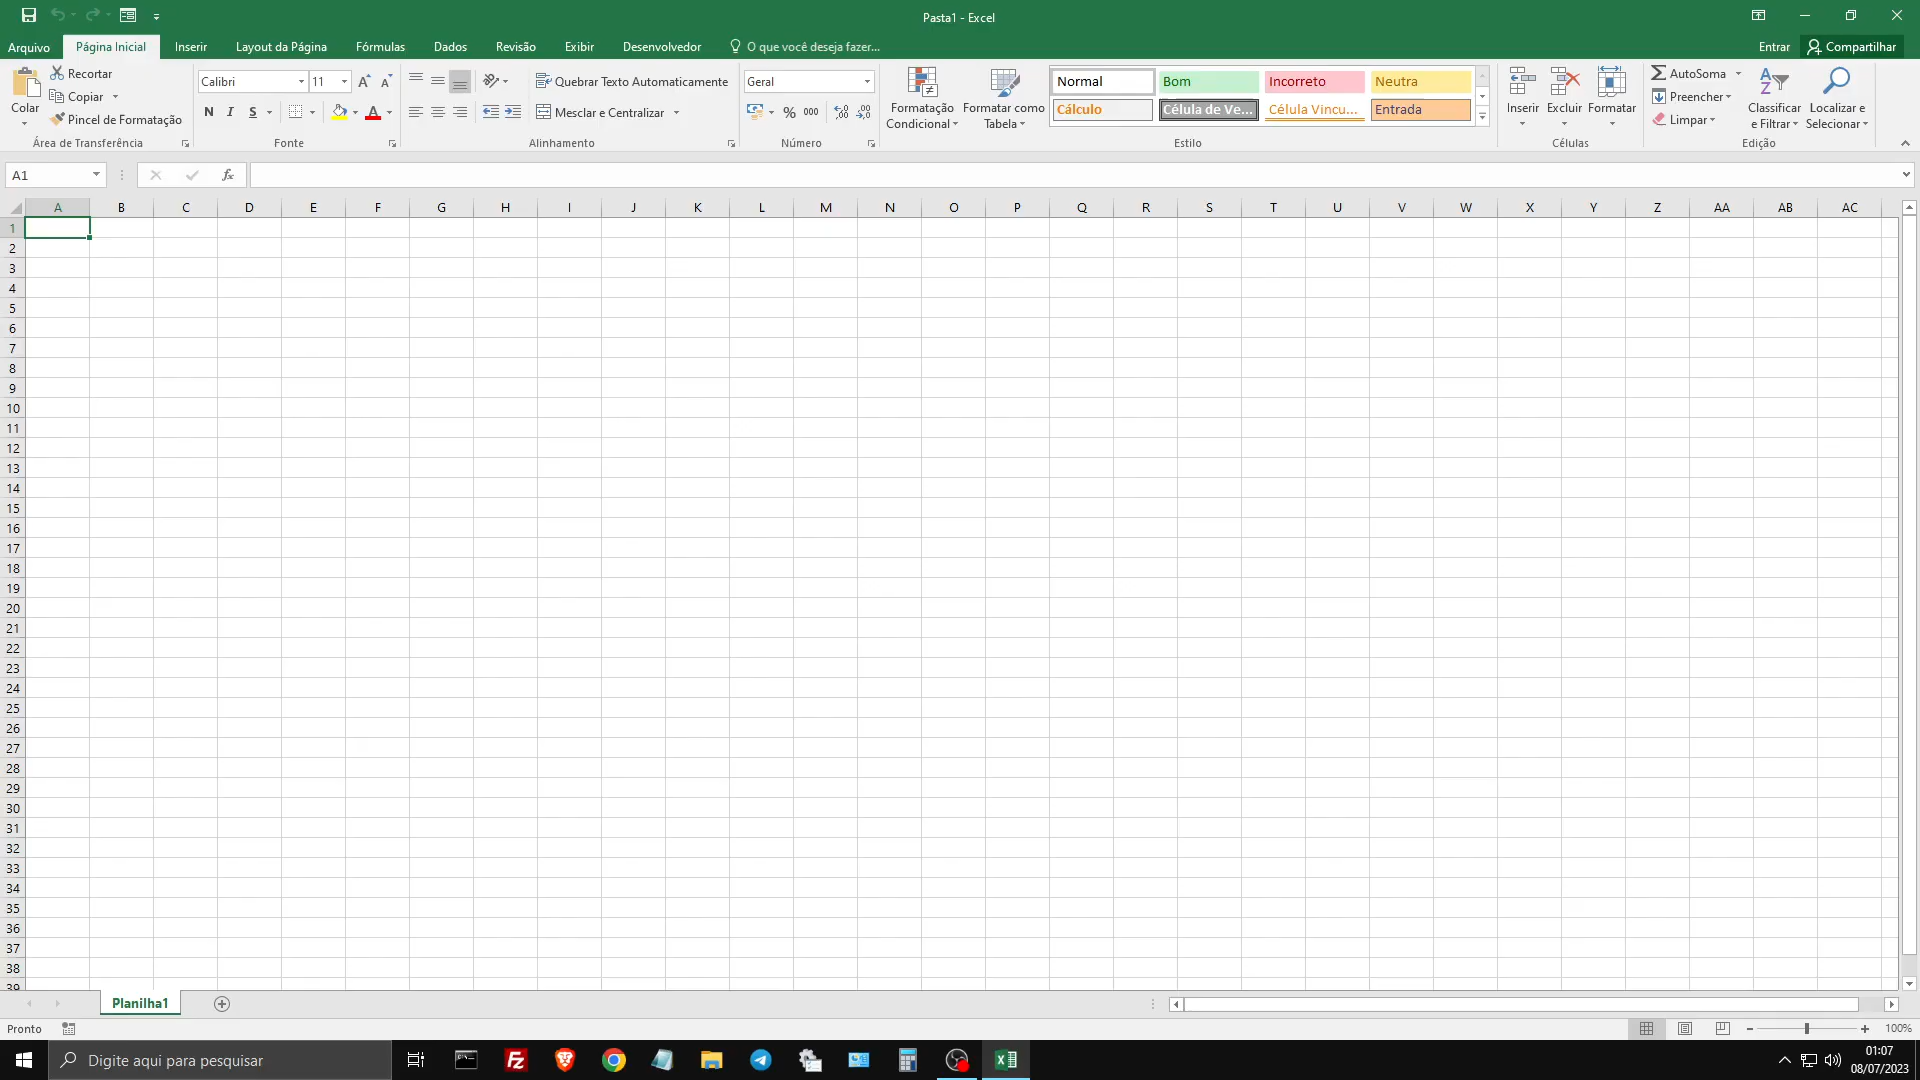 Pasta1 - Excel
Arquivo Página Inicial Inserir Layout da Página Fórmulas Dados Revisão Exibir Desenvolvedor O que você deseja fazer... Entrar Compartilhar
Colar
Recortar
Copiar
Pincel de Formatação
Área de Transferência
Calibri 11
N I S
Fonte
Quebrar Texto Automaticamente
Mesclar e Centralizar
Alinhamento
Geral
% 000
Número
Formatação Condicional
Formatar como Tabela
Normal Bom Incorreto Neutra
Cálculo Célula de Ve... Célula Vincu... Entrada
Estilo
Inserir Excluir Formatar
Células
AutoSoma
Preencher
Limpar
Classificar e Filtrar
Localizar e Selecionar
Edição
A1 fx
A B C D E F G H I J K L M N O P Q R S T U V W X Y Z AA AB AC
1
2
3
4
5
6
7
8
9
10
11
12
13
14
15
16
17
18
19
20
21
22
23
24
25
26
27
28
29
30
31
32
33
34
35
36
37
38
39
Planilha1
Pronto 100%
Digite aqui para pesquisar
01:07
08/07/2023